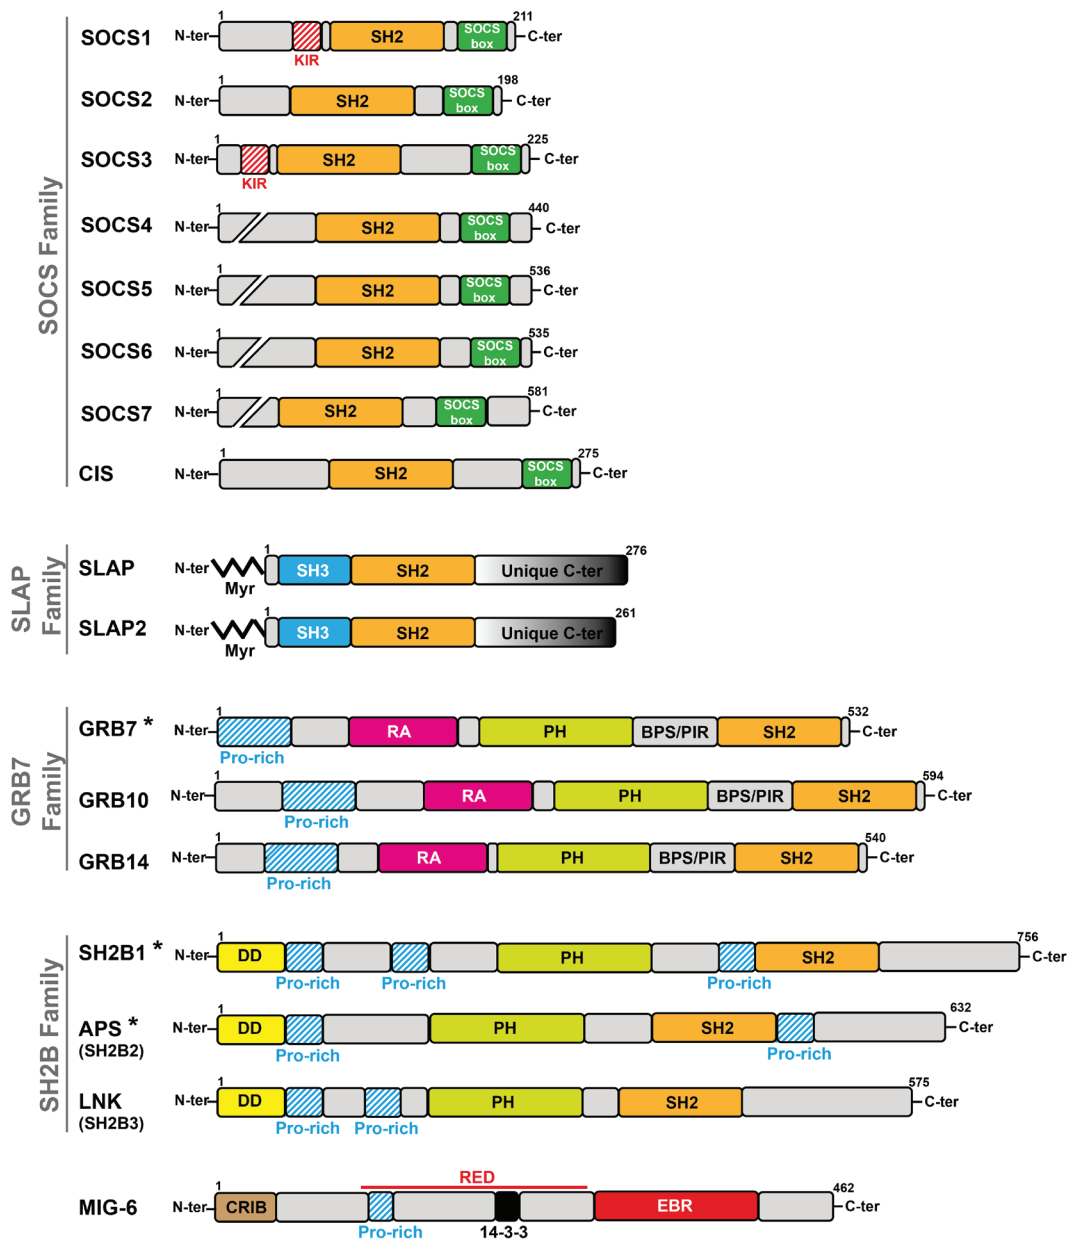 SOCS Family
SOCS1 N-ter 1 KIR SH2 SOCS box 211 C-ter
SOCS2 N-ter 1 SH2 SOCS box 198 C-ter
SOCS3 N-ter 1 KIR SH2 SOCS box 225 C-ter
SOCS4 N-ter 1 SH2 SOCS box 440 C-ter
SOCS5 N-ter 1 SH2 SOCS box 536 C-ter
SOCS6 N-ter 1 SH2 SOCS box 535 C-ter
SOCS7 N-ter 1 SH2 SOCS box 581 C-ter
CIS N-ter 1 SH2 SOCS box 275 C-ter
SLAP Family
SLAP N-ter Myr 1 SH3 SH2 Unique C-ter 276
SLAP2 N-ter Myr 1 SH3 SH2 Unique C-ter 261
GRB7 Family
GRB7 * N-ter 1 RA PH BPS/PIR SH2 532 C-ter
Pro-rich
GRB10 N-ter 1 RA PH BPS/PIR SH2 594 C-ter
Pro-rich
GRB14 N-ter 1 RA PH BPS/PIR SH2 540 C-ter
Pro-rich
SH2B Family
SH2B1 * N-ter 1 DD PH SH2 756 C-ter
Pro-rich Pro-rich Pro-rich
APS * N-ter 1 DD PH SH2 632 C-ter
(SH2B2) Pro-rich Pro-rich
LNK N-ter 1 DD PH SH2 575 C-ter
(SH2B3) Pro-rich Pro-rich
RED
MIG-6 N-ter 1 CRIB EBR 462 C-ter
Pro-rich 14-3-3